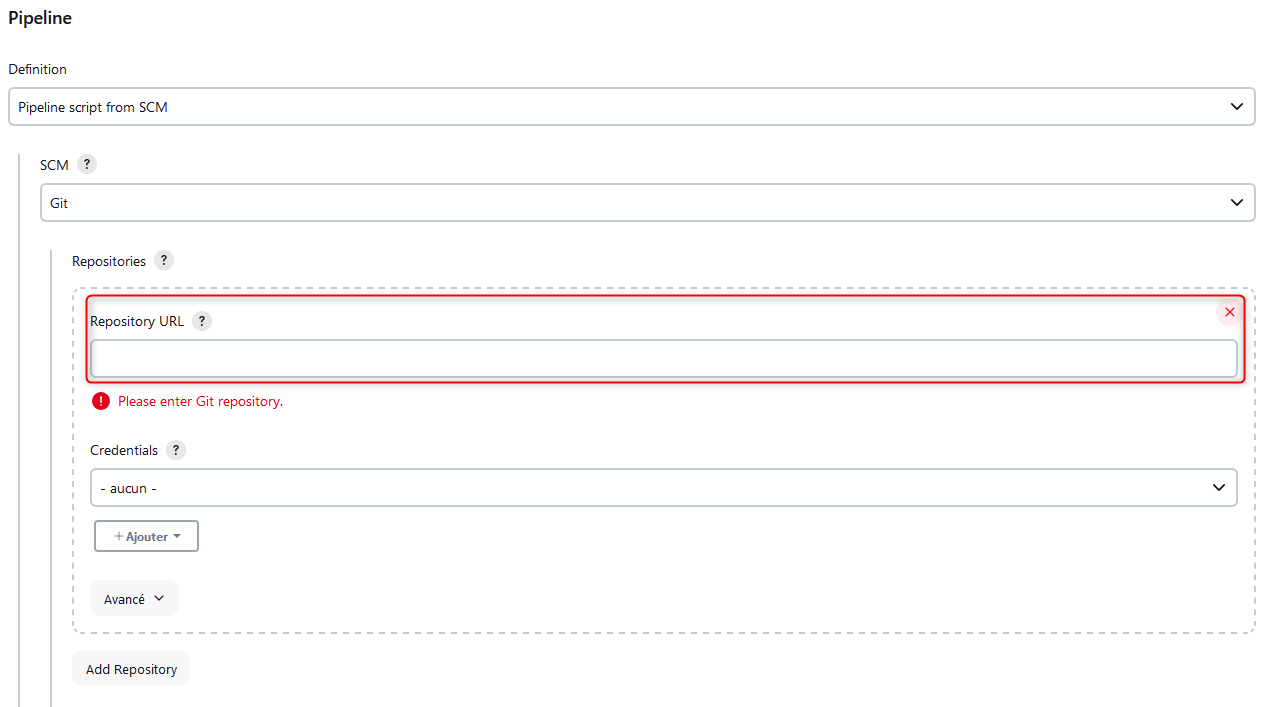 Pipeline
Definition
Pipeline script from SCM
SCM ?
Git
Repositories ?
Repository URL ?
Please enter Git repository.
Credentials ?
- aucun -
+ Ajouter
Avancé
Add Repository